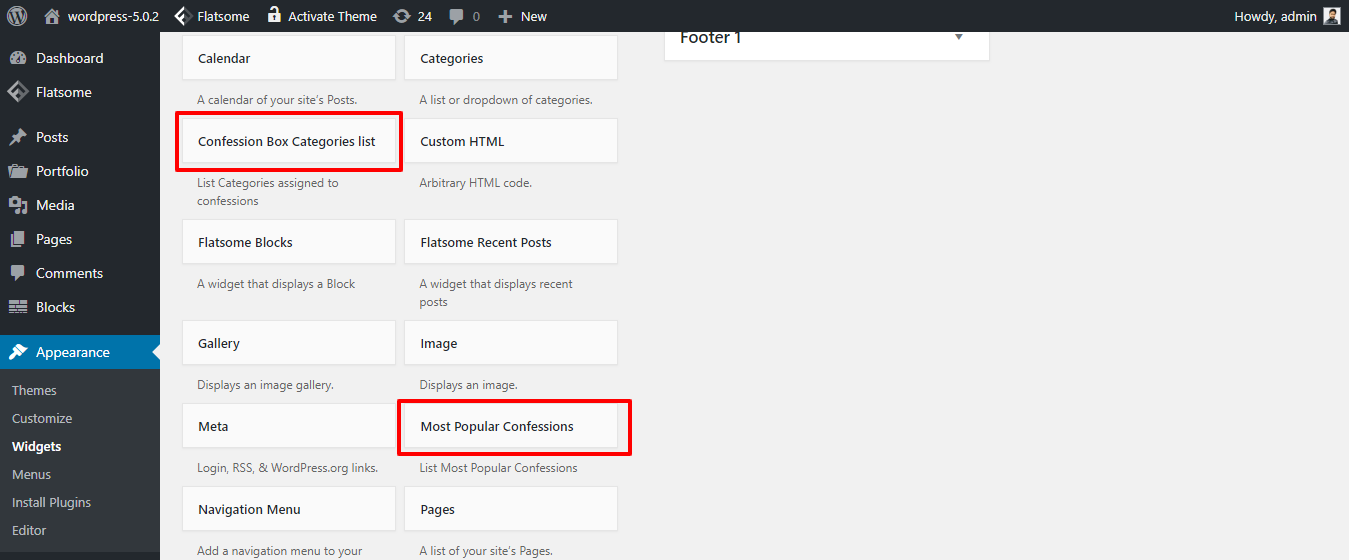 wordpress-5.0.2 Flatsome Activate Theme 24 0 New Howdy, admin
Dashboard
Flatsome
Posts
Portfolio
Media
Pages
Comments
Blocks
Appearance
Themes
Customize
Widgets
Menus
Install Plugins
Editor
Calendar
A calendar of your site's Posts.
Categories
A list or dropdown of categories.
Confession Box Categories list
List Categories assigned to
confessions
Custom HTML
Arbitrary HTML code.
Flatsome Blocks
A widget that displays a Block
Flatsome Recent Posts
A widget that displays recent
posts
Gallery
Displays an image gallery.
Image
Displays an image.
Meta
Login, RSS, & WordPress.org links.
Most Popular Confessions
List Most Popular Confessions
Navigation Menu
Add a navigation menu to your
Pages
A list of your site's Pages.
Footer 1